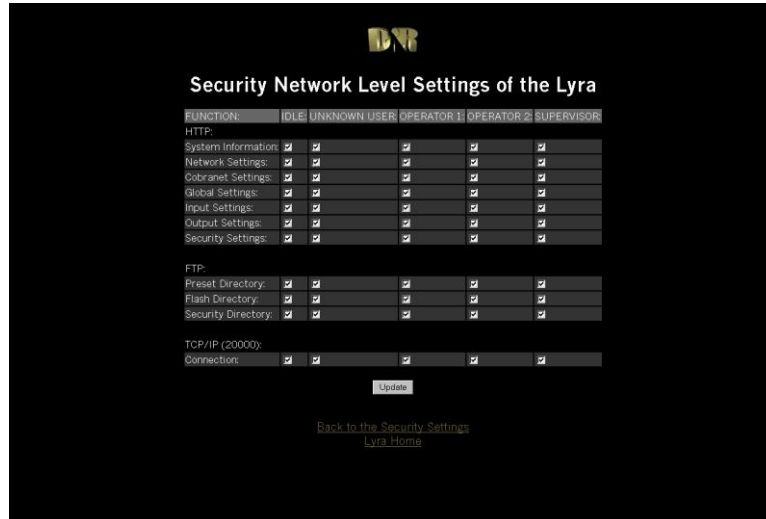 DNR
Security Network Level Settings of the Lyra
FUNCTION: IDLE: UNKNOWN USER: OPERATOR 1: OPERATOR 2: SUPERVISOR:
HTTP:
System Information:
Network Settings:
Cobranet Settings:
Global Settings:
Input Settings:
Output Settings:
Security Settings:
FTP:
Preset Directory:
Flash Directory:
Security Directory:
TCP/IP (20000):
Connection:
Update
Back to the Security Settings
Lyra Home